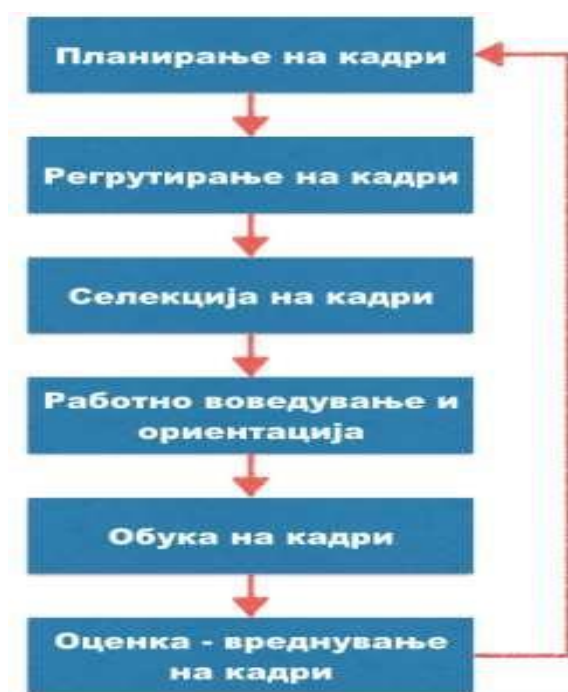 Планирање на кадри
Регрутирање на кадри
Селекција на кадри
Работно воведување и
ориентација
Обука на кадри
Оценка - вреднување
на кадри